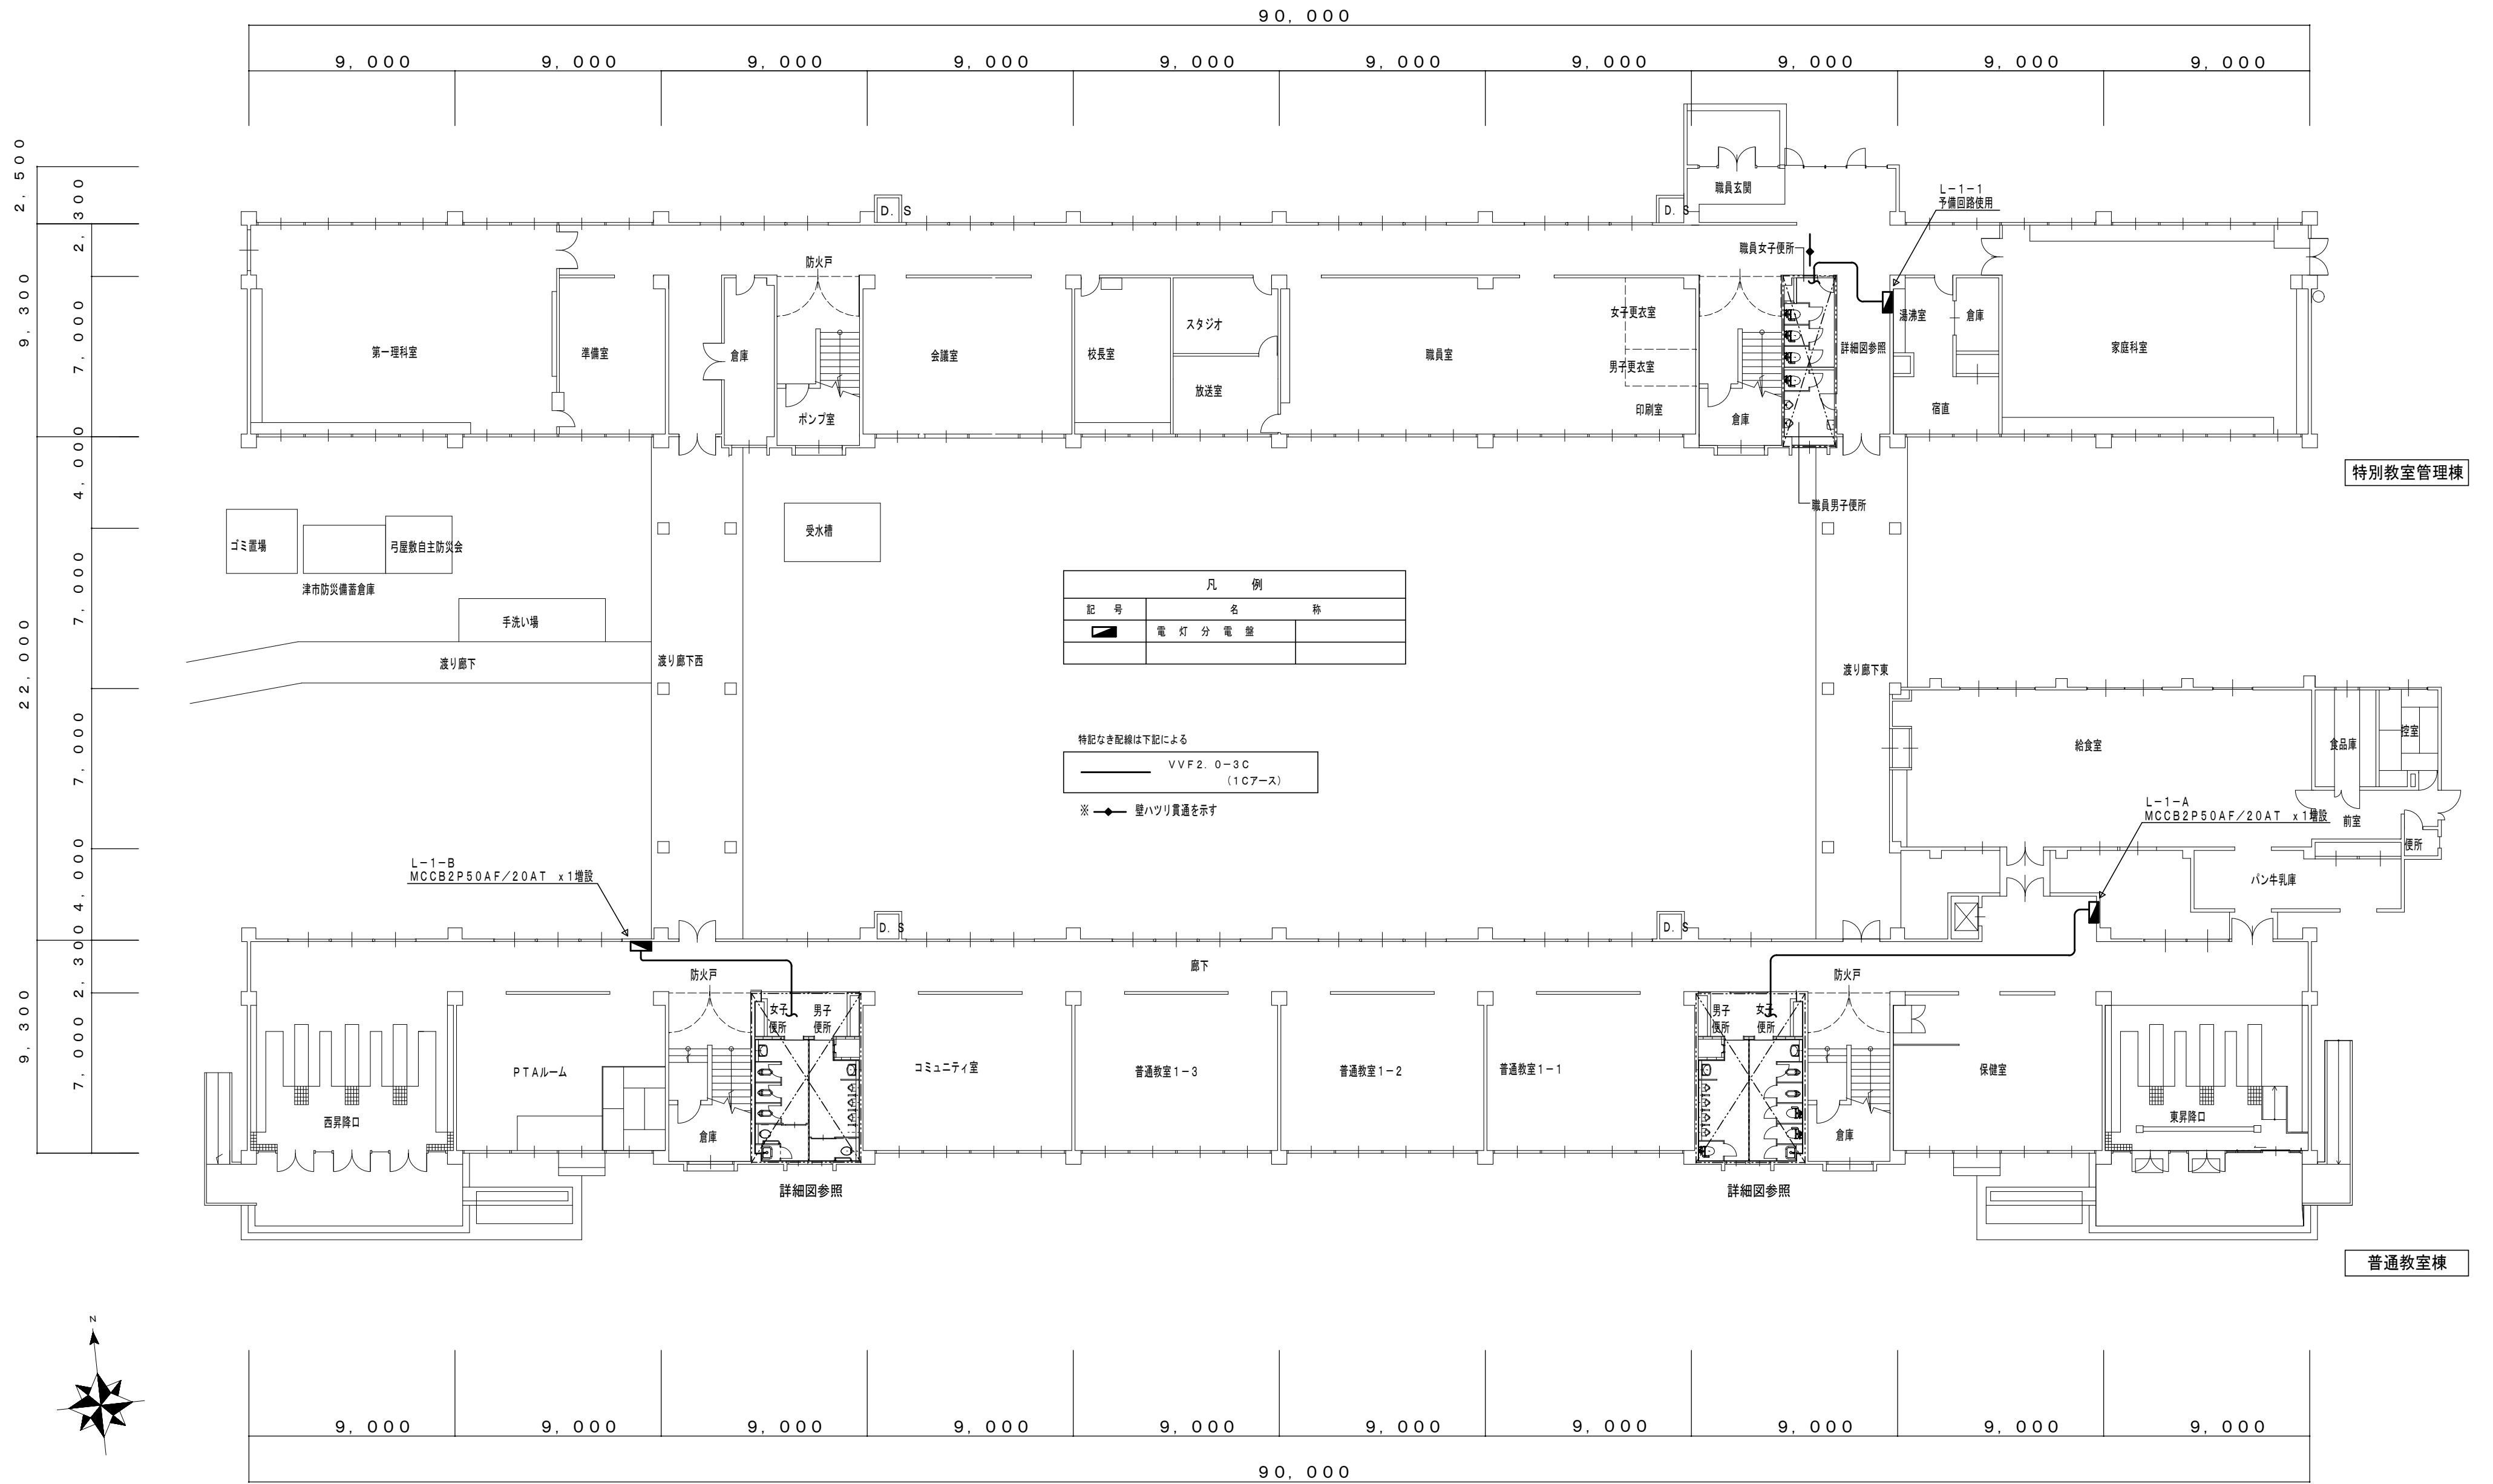 ９０，０００
９，０００
９，０００
９，０００
９，０００
９，０００
９，０００
９，０００
９，０００
９，０００
９，０００
２，５００
９，３００
２２，０００
９，３００
２，３００
７，０００
４，０００
７，０００
７，０００
４，０００
２，３００
７，０００
職員玄関
Ｌ－１－１
予備回路使用
Ｄ．Ｓ
Ｄ．Ｓ
職員女子便所
防火戸
第一理科室
準備室
倉庫
ポンプ室
会議室
校長室
スタジオ
放送室
職員室
女子更衣室
男子更衣室
印刷室
倉庫
詳細図参照
湯沸室
倉庫
宿直
家庭科室
特別教室管理棟
職員男子便所
ゴミ置場
弓屋敷自主防災会
津市防災備蓄倉庫
受水槽
手洗い場
渡り廊下
渡り廊下西
凡　例
記　号
名　称
電 灯 分 電 盤
特記なき配線は下記による
ＶＶＦ２．０－３Ｃ
（１Ｃアース）
※
壁ハツリ貫通を示す
渡り廊下東
給食室
食品庫
控室
Ｌ－１－Ａ
ＭＣＣＢ２Ｐ５０ＡＦ／２０ＡＴ　ｘ１増設
前室
便所
パン牛乳庫
Ｌ－１－Ｂ
ＭＣＣＢ２Ｐ５０ＡＦ／２０ＡＴ　ｘ１増設
Ｄ．Ｓ
Ｄ．Ｓ
廊下
防火戸
防火戸
女子
便所
男子
便所
男子
便所
女子
便所
西昇降口
ＰＴＡルーム
倉庫
コミュニティ室
普通教室１－３
普通教室１－２
普通教室１－１
倉庫
保健室
東昇降口
詳細図参照
詳細図参照
普通教室棟
N
９，０００
９，０００
９，０００
９，０００
９，０００
９，０００
９，０００
９，０００
９，０００
９，０００
９０，０００